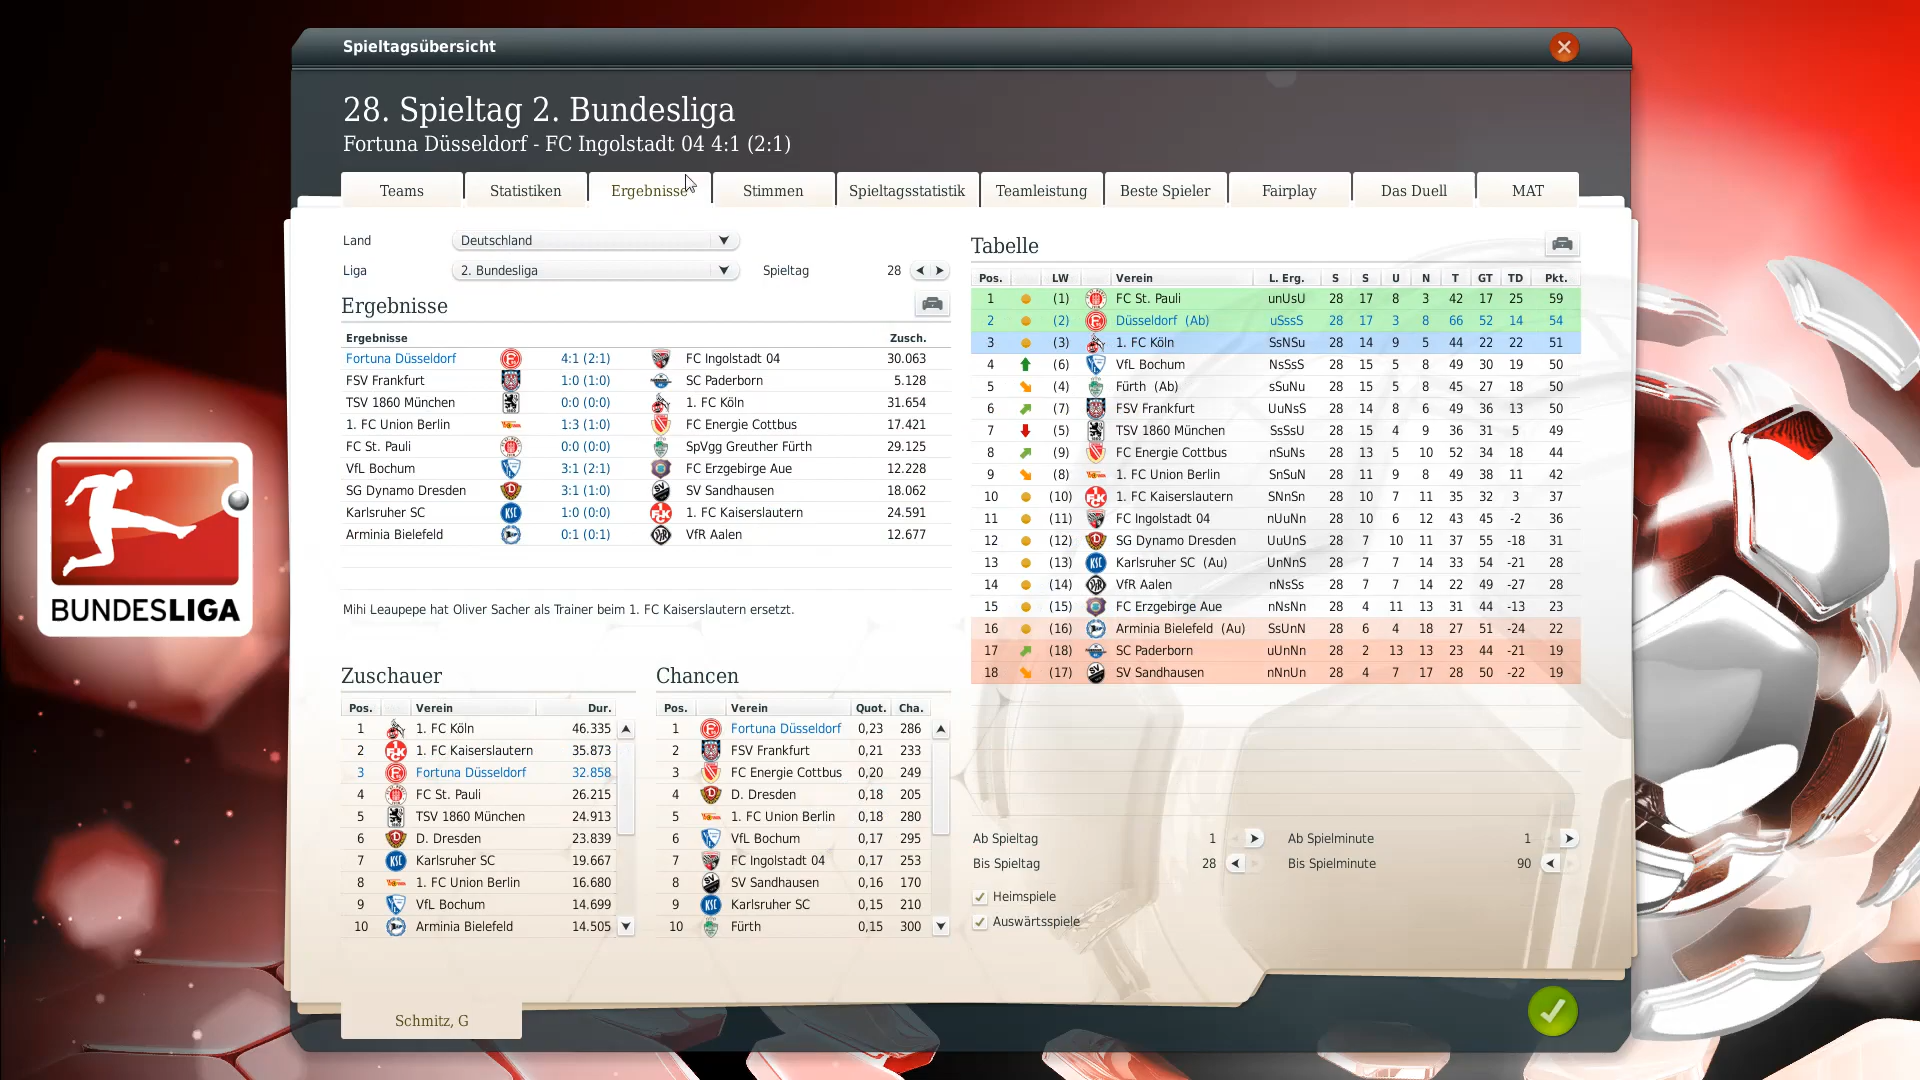 Spieltagsübersicht
28. Spieltag 2. Bundesliga
Fortuna Düsseldorf - FC Ingolstadt 04 4:1 (2:1)
Teams Statistiken Ergebnisse Stimmen Spieltagsstatistik Teamleistung Beste Spieler Fairplay Das Duell MAT
Land Deutschland
Liga 2. Bundesliga Spieltag 28
Ergebnisse
Ergebnisse Zusch.
Fortuna Düsseldorf 4:1 (2:1) FC Ingolstadt 04 30.063
FSV Frankfurt 1:0 (1:0) SC Paderborn 5.128
TSV 1860 München 0:0 (0:0) 1. FC Köln 31.654
1. FC Union Berlin 1:3 (1:0) FC Energie Cottbus 17.421
FC St. Pauli 0:0 (0:0) SpVgg Greuther Fürth 29.125
VfL Bochum 3:1 (2:1) FC Erzgebirge Aue 12.228
SG Dynamo Dresden 3:1 (1:0) SV Sandhausen 18.062
Karlsruher SC 1:0 (0:0) 1. FC Kaiserslautern 24.591
Arminia Bielefeld 0:1 (0:1) VfR Aalen 12.677
Mihi Leaupepe hat Oliver Sacher als Trainer beim 1. FC Kaiserslautern ersetzt.
Zuschauer
Pos. Verein Dur.
1 1. FC Köln 46.335
2 1. FC Kaiserslautern 35.873
3 Fortuna Düsseldorf 32.858
4 FC St. Pauli 26.215
5 TSV 1860 München 24.913
6 D. Dresden 23.839
7 Karlsruher SC 19.667
8 1. FC Union Berlin 16.680
9 VfL Bochum 14.699
10 Arminia Bielefeld 14.505
Chancen
Pos. Verein Quot. Cha.
1 Fortuna Düsseldorf 0,23 286
2 FSV Frankfurt 0,21 233
3 FC Energie Cottbus 0,20 249
4 D. Dresden 0,18 205
5 1. FC Union Berlin 0,18 280
6 VfL Bochum 0,17 295
7 FC Ingolstadt 04 0,17 253
8 SV Sandhausen 0,16 170
9 Karlsruher SC 0,15 210
10 Fürth 0,15 300
Tabelle
Pos. LW Verein L. Erg. S S U N T GT TD Pkt.
1 (1) FC St. Pauli unUsU 28 17 8 3 42 17 25 59
2 (2) Düsseldorf (Ab) uSssS 28 17 3 8 66 52 14 54
3 (3) 1. FC Köln SsNSu 28 14 9 5 44 22 22 51
4 (6) VfL Bochum NsSsS 28 15 5 8 49 30 19 50
5 (4) Fürth (Ab) sSuNu 28 15 5 8 45 27 18 50
6 (7) FSV Frankfurt UuNsS 28 14 8 6 49 36 13 50
7 (5) TSV 1860 München SsSsU 28 15 4 9 36 31 5 49
8 (9) FC Energie Cottbus nSuNs 28 13 5 10 52 34 18 44
9 (8) 1. FC Union Berlin SnSuN 28 11 9 8 49 38 11 42
10 (10) 1. FC Kaiserslautern SNnSn 28 10 7 11 35 32 3 37
11 (11) FC Ingolstadt 04 nUuNn 28 10 6 12 43 45 -2 36
12 (12) SG Dynamo Dresden UuUnS 28 7 10 11 37 55 -18 31
13 (13) Karlsruher SC (Au) UnNnS 28 7 7 14 33 54 -21 28
14 (14) VfR Aalen nNsSs 28 7 7 14 22 49 -27 28
15 (15) FC Erzgebirge Aue nNsNn 28 4 11 13 31 44 -13 23
16 (16) Arminia Bielefeld (Au) SsUnN 28 6 4 18 27 51 -24 22
17 (18) SC Paderborn uUnNn 28 2 13 13 23 44 -21 19
18 (17) SV Sandhausen nNnUn 28 4 7 17 28 50 -22 19
Ab Spieltag 1 Ab Spielminute 1
Bis Spieltag 28 Bis Spielminute 90
Heimspiele
Auswärtsspiele
Schmitz, G
BUNDESLIGA